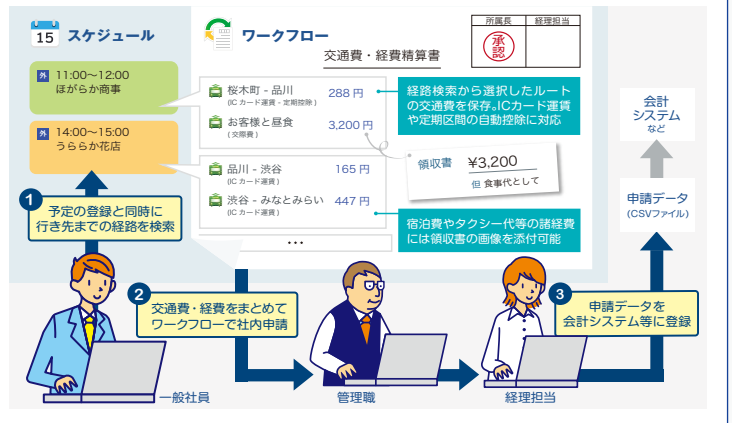 15
スケジュール
外 11:00〜12:00
ほがらか商事
外 14:00〜15:00
うららか花店
ワークフロー
交通費・経費精算書
所属長
経理担当
承認
桜木町 - 品川 288 円
(IC カード運賃・定期控除)
お客様と昼食 3,200 円
(交際費)
品川 - 渋谷 165 円
(IC カード運賃)
渋谷 - みなとみらい 447 円
(IC カード運賃)
...
経路検索から選択したルート
の交通費を保存。ICカード運賃
や定期区間の自動控除に対応
領収書 ¥3,200
但 食事代として
宿泊費やタクシー代等の諸経費
には領収書の画像を添付可能
会計
システム
など
申請データ
(CSVファイル)
1
予定の登録と同時に
行き先までの経路を検索
2
交通費・経費をまとめて
ワークフローで社内申請
3
申請データを
会計システム等に登録
一般社員
管理職
経理担当